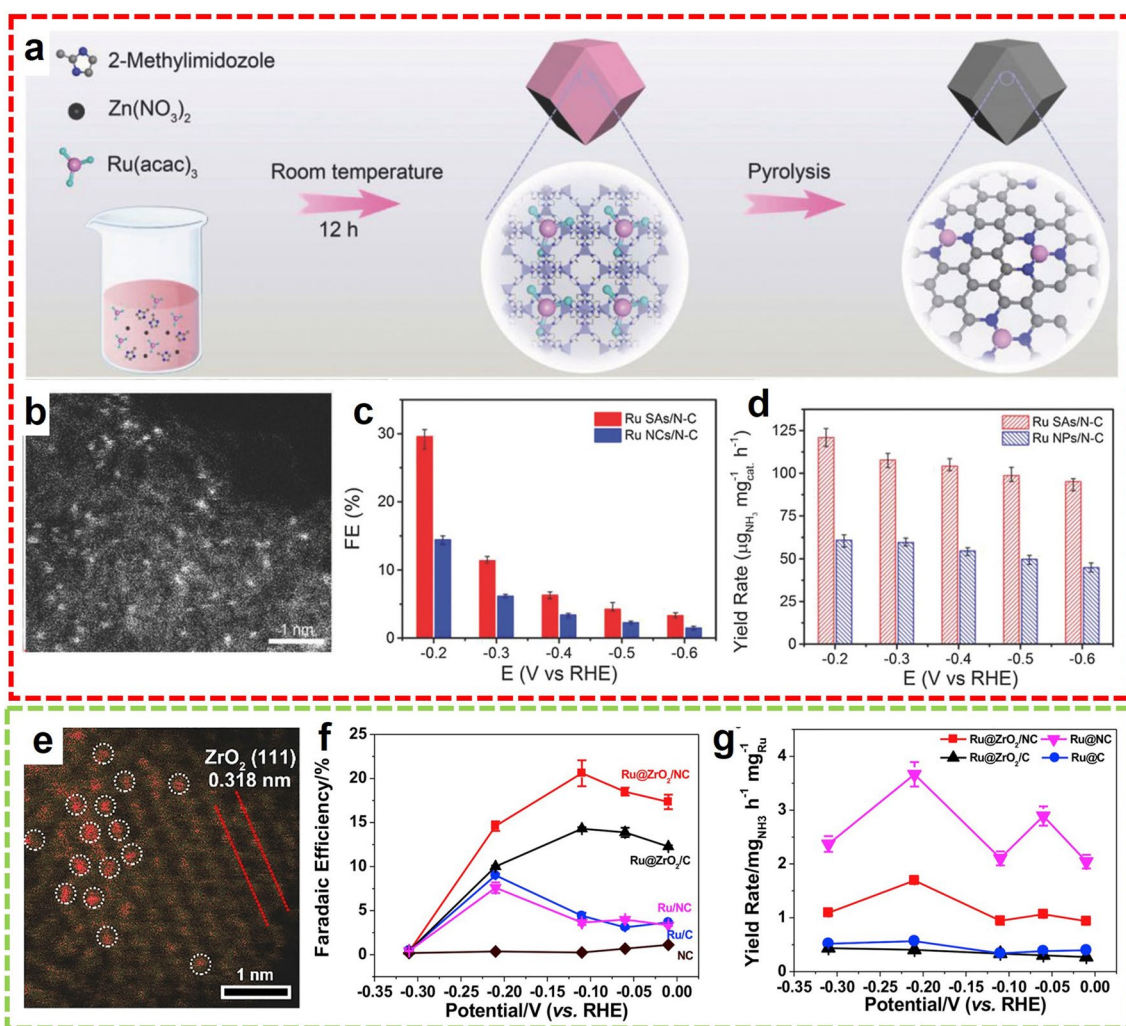 a
2-Methylimidozole
Zn(NO₃)₂
Ru(acac)₃
Room temperature
12 h
Pyrolysis
b
1 nm
c
Ru SAs/N-C
Ru NCs/N-C
FE (%)
30
20
10
0
-0.2 -0.3 -0.4 -0.5 -0.6
E (V vs RHE)
d
Ru SAs/N-C
Ru NPs/N-C
Yield Rate (μg_NH₃ mg⁻¹_cat. h⁻¹)
125
100
75
50
25
0
-0.2 -0.3 -0.4 -0.5 -0.6
E (V vs RHE)
e
ZrO₂ (111)
0.318 nm
1 nm
f
Faradaic Efficiency/%
25
20
15
10
5
0
Ru@ZrO₂/NC
Ru@ZrO₂/C
Ru/NC
Ru/C
NC
-0.35 -0.30 -0.25 -0.20 -0.15 -0.10 -0.05 0.00
Potential/V (vs. RHE)
g
Ru@ZrO₂/NC Ru@NC
Ru@ZrO₂/C Ru@C
Yield Rate/mg_NH3 h⁻¹ mg⁻¹_Ru
4
3
2
1
0
-0.35 -0.30 -0.25 -0.20 -0.15 -0.10 -0.05 0.00
Potential/V (vs. RHE)